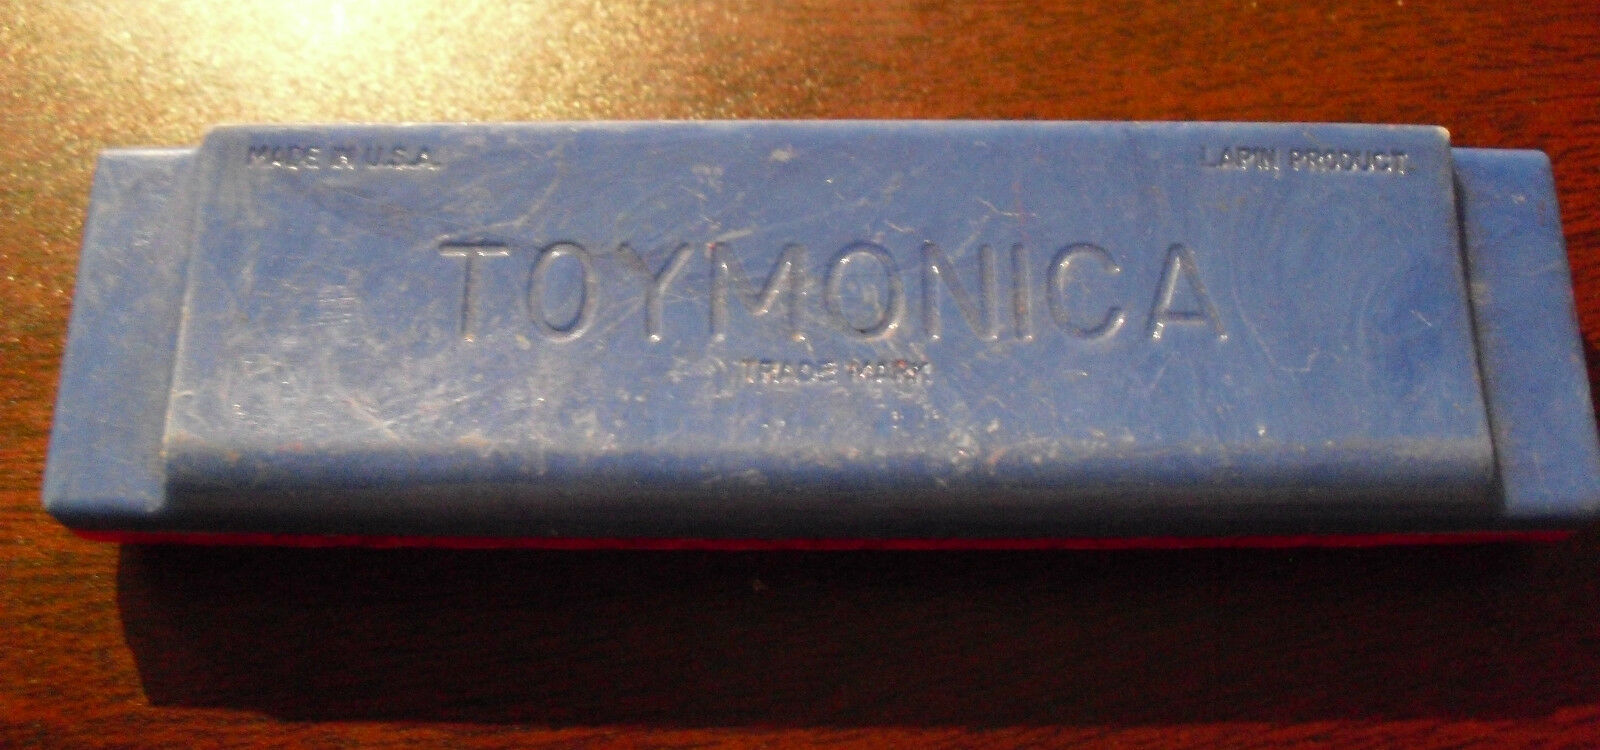 MADE IN U.S.A.
LAPIN PRODUCT
TOYMONICA
TRADE MARK